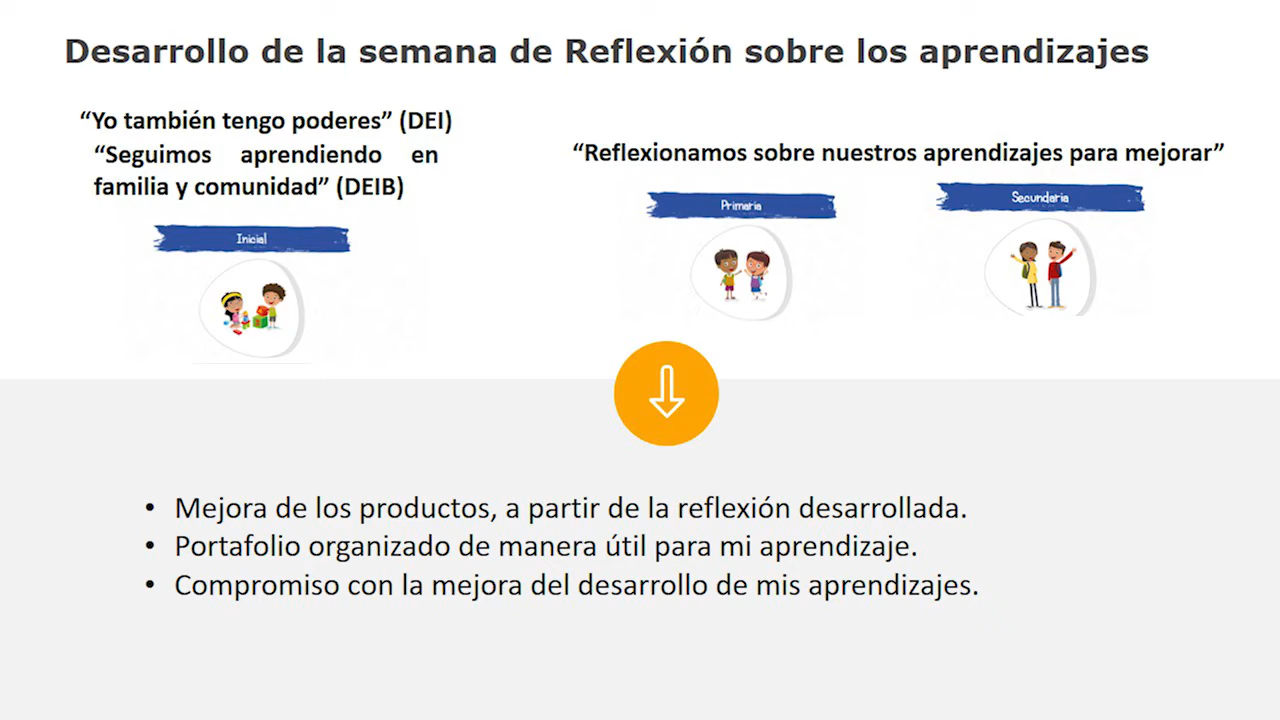 Desarrollo de la semana de Reflexión sobre los aprendizajes
“Yo también tengo poderes” (DEI)
“Seguimos aprendiendo en
familia y comunidad” (DEIB)
Inicial
“Reflexionamos sobre nuestros aprendizajes para mejorar”
Primaria
Secundaria
• Mejora de los productos, a partir de la reflexión desarrollada.
• Portafolio organizado de manera útil para mi aprendizaje.
• Compromiso con la mejora del desarrollo de mis aprendizajes.